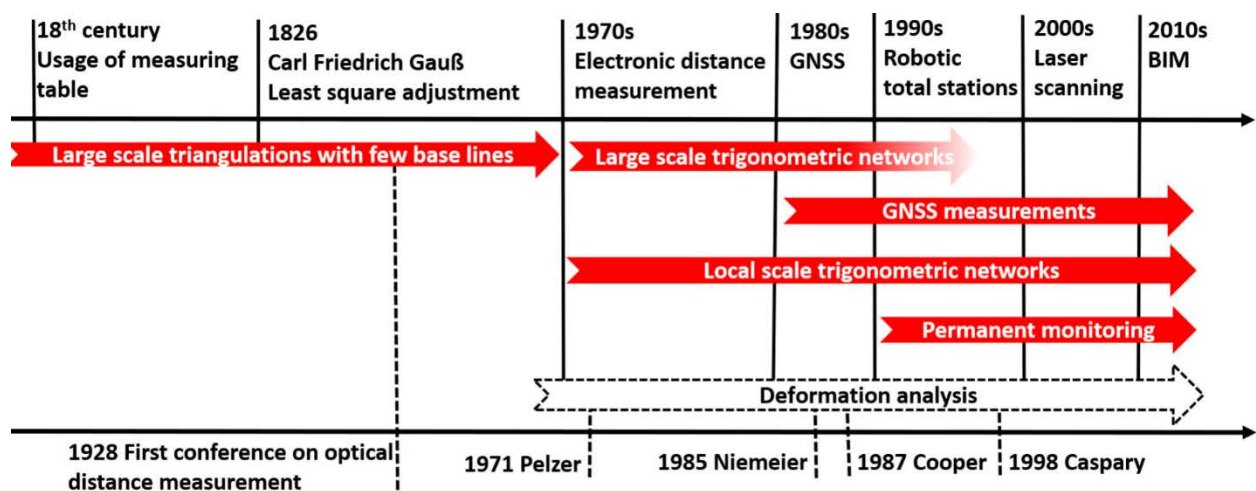 18th century
Usage of measuring
table
1826
Carl Friedrich Gauß
Least square adjustment
1970s
Electronic distance
measurement
1980s
GNSS
1990s
Robotic
total stations
2000s
Laser
scanning
2010s
BIM
Large scale triangulations with few base lines
Large scale trigonometric networks
GNSS measurements
Local scale trigonometric networks
Permanent monitoring
Deformation analysis
1928 First conference on optical
distance measurement
1971 Pelzer
1985 Niemeier
1987 Cooper
1998 Caspary